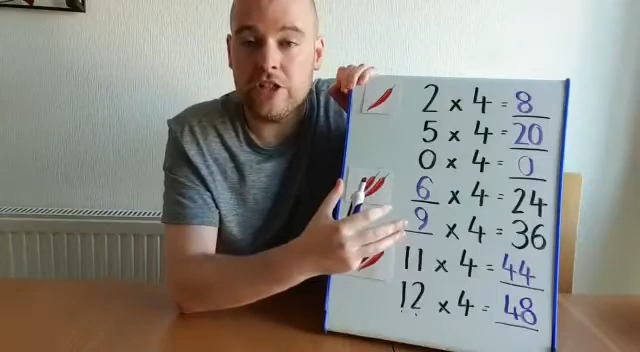 2 x 4 = 8
5 x 4 = 20
0 x 4 = 0
6 x 4 = 24
9 x 4 = 36
11 x 4 = 44
12 x 4 = 48